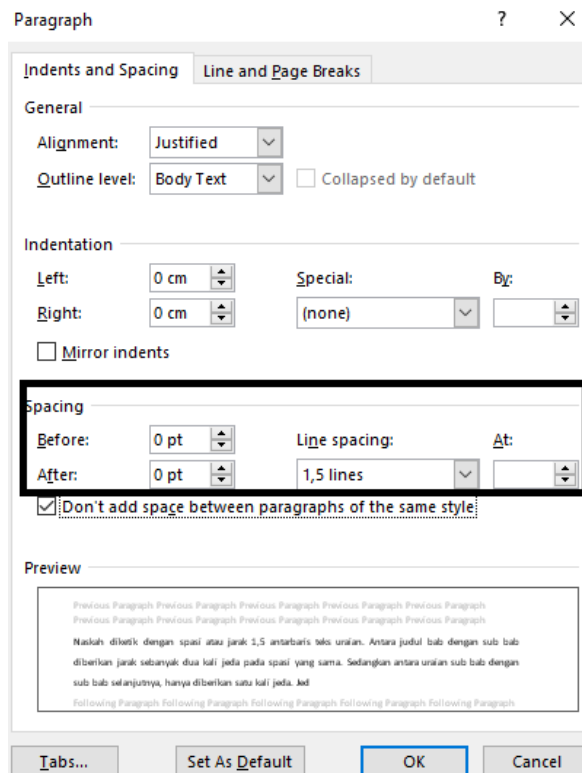 Paragraph ? ×
Indents and Spacing Line and Page Breaks
General
Alignment: Justified
Outline level: Body Text Collapsed by default
Indentation
Left: 0 cm Special: By:
Right: 0 cm (none)
Mirror indents
Spacing
Before: 0 pt Line spacing: At:
After: 0 pt 1,5 lines
Don't add space between paragraphs of the same style
Preview
Previous Paragraph Previous Paragraph Previous Paragraph Previous Paragraph Previous Paragraph
Previous Paragraph Previous Paragraph Previous Paragraph Previous Paragraph Previous Paragraph
Naskah diketik dengan spasi atau jarak 1,5 antarbaris teks uraian. Antara judul bab dengan sub bab
diberikan jarak sebanyak dua kali jeda pada spasi yang sama. Sedangkan antara uraian sub bab dengan
sub bab selanjutnya, hanya diberikan satu kali jeda. Jed
Following Paragraph Following Paragraph Following Paragraph Following Paragraph Following Paragraph
Tabs... Set As Default OK Cancel